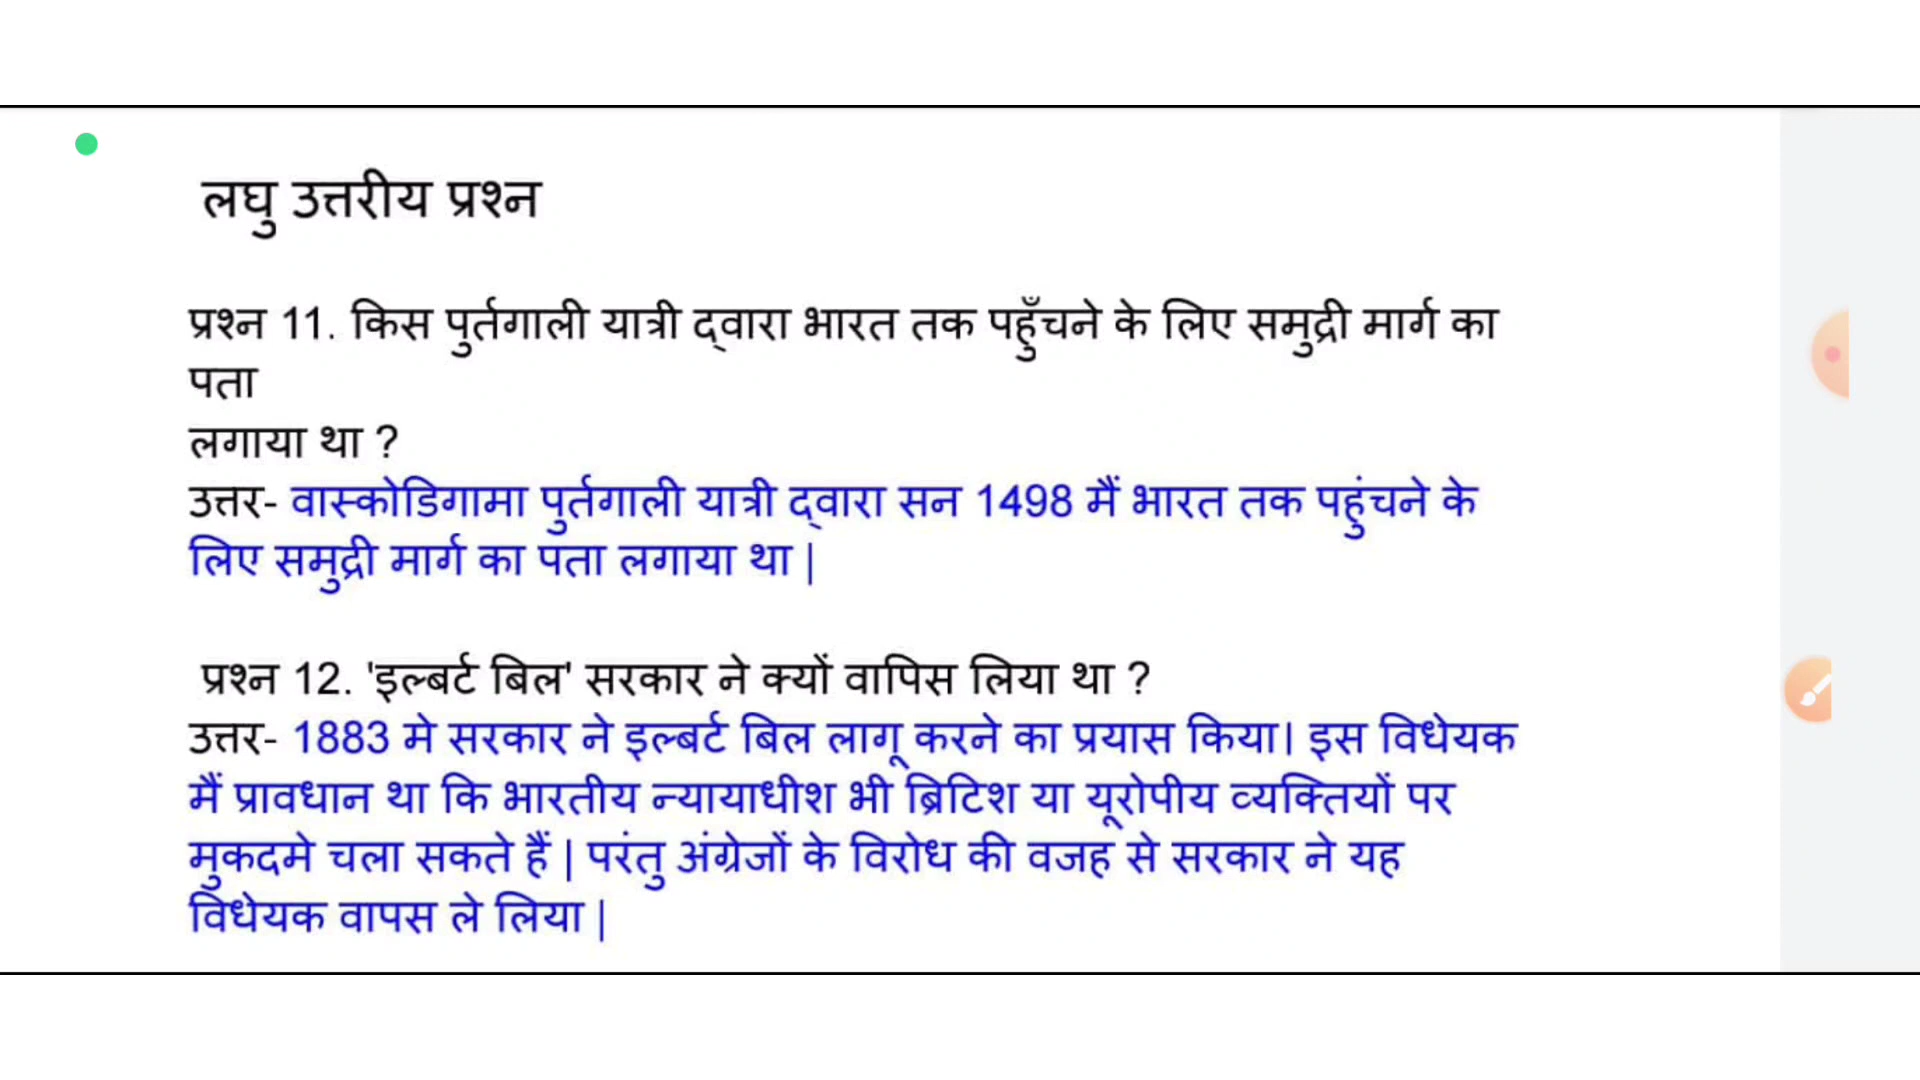 लघु उत्तरीय प्रश्न
प्रश्न 11. किस पुर्तगाली यात्री द्वारा भारत तक पहुँचने के लिए समुद्री मार्ग का
पता
लगाया था ?
उत्तर- वास्कोडिगामा पुर्तगाली यात्री द्वारा सन 1498 मैं भारत तक पहुंचने के
लिए समुद्री मार्ग का पता लगाया था |
प्रश्न 12. 'इल्बर्ट बिल' सरकार ने क्यों वापिस लिया था ?
उत्तर- 1883 मे सरकार ने इल्बर्ट बिल लागू करने का प्रयास किया। इस विधेयक
मैं प्रावधान था कि भारतीय न्यायाधीश भी ब्रिटिश या यूरोपीय व्यक्तियों पर
मुकदमे चला सकते हैं | परंतु अंग्रेजों के विरोध की वजह से सरकार ने यह
विधेयक वापस ले लिया |